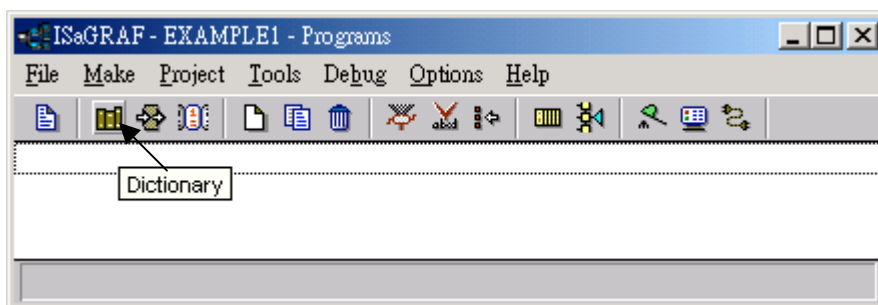 ISaGRAF - EXAMPLE1 - Programs
File Make Project Tools Debug Options Help
Dictionary